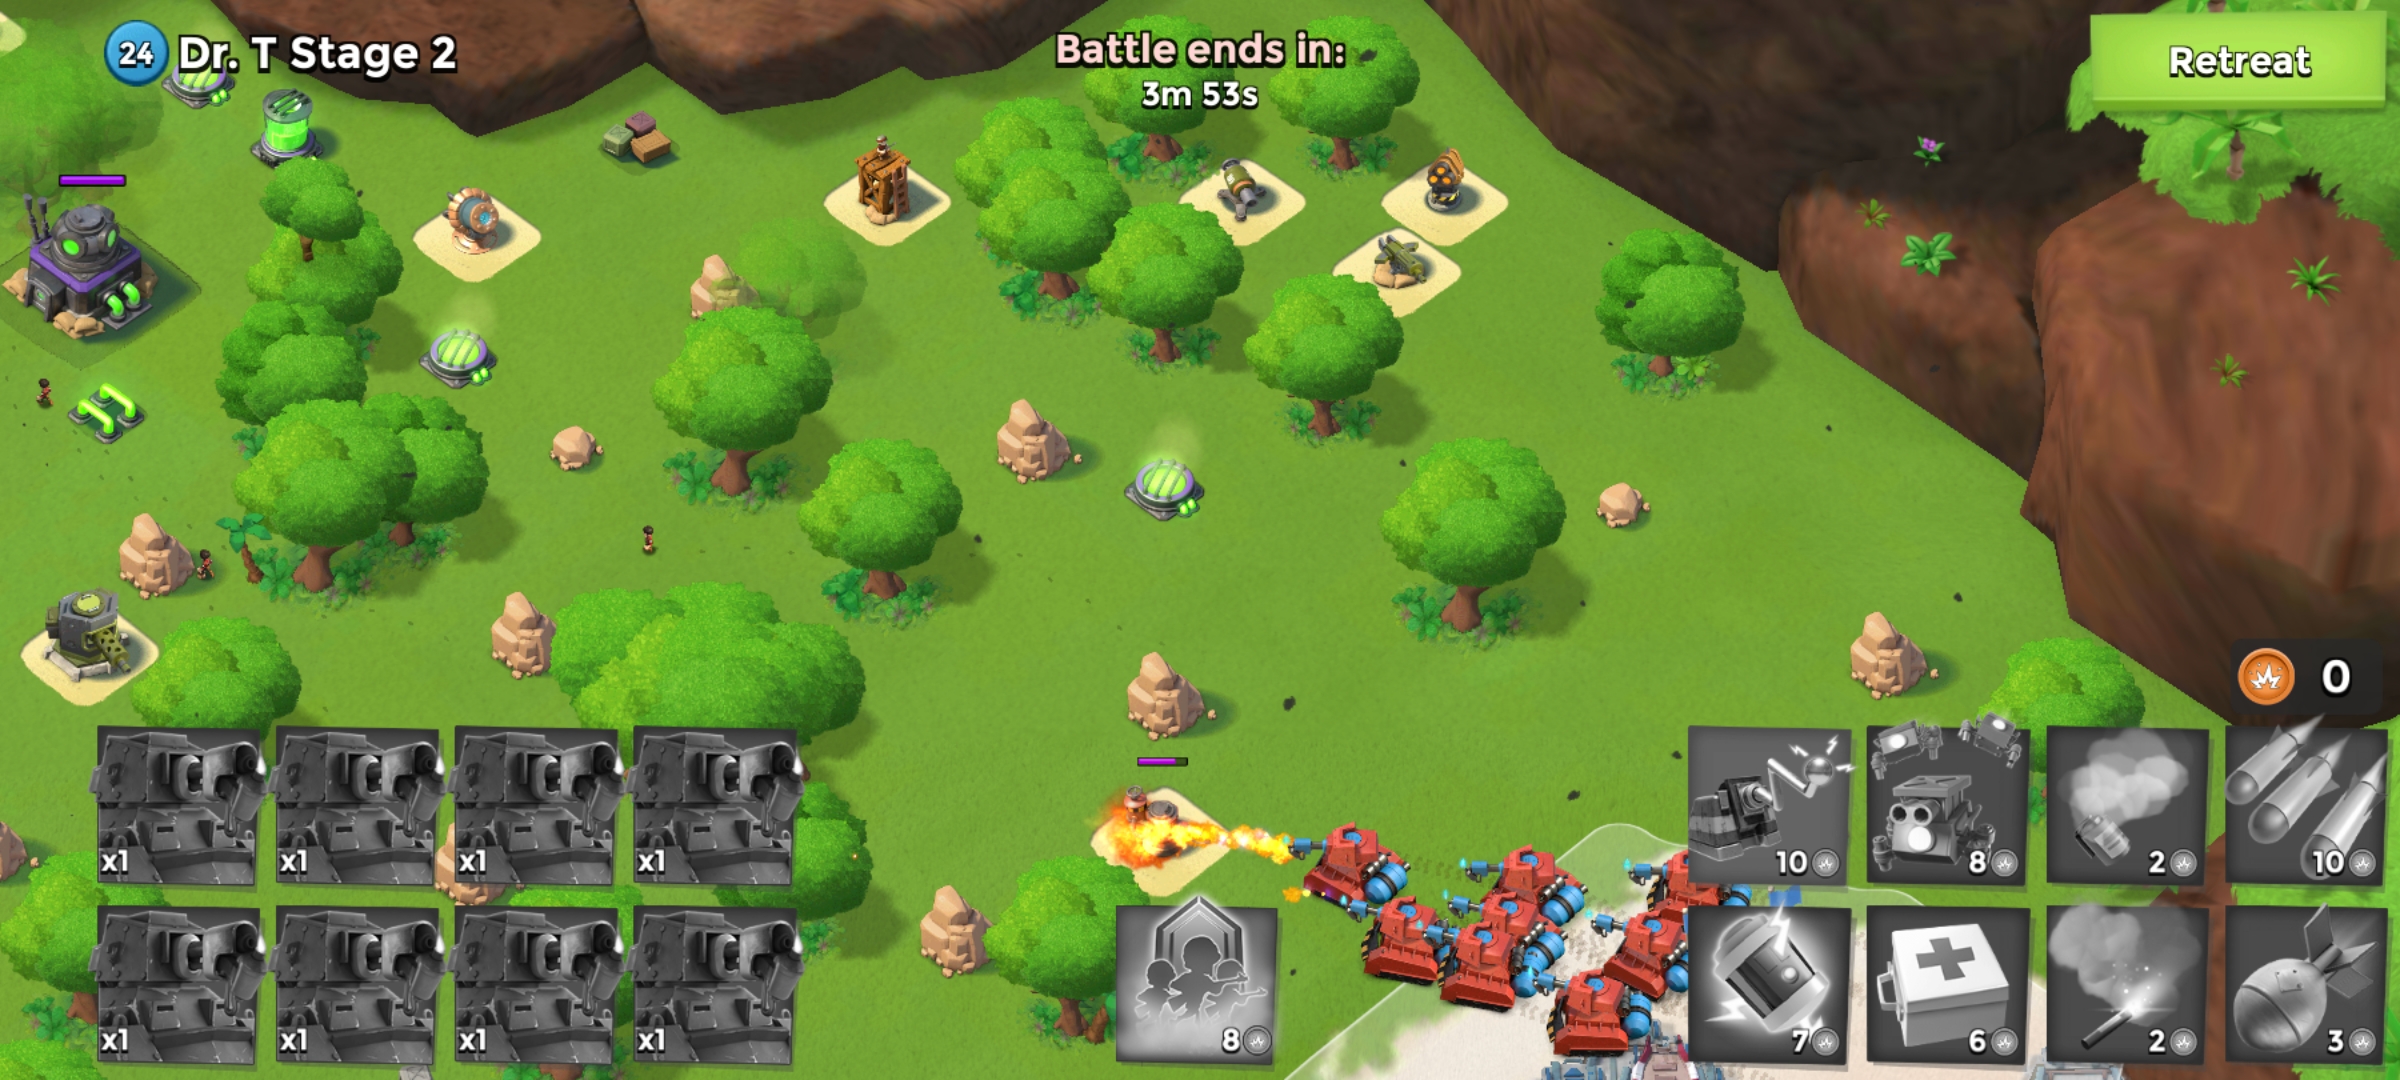 24 Dr. T Stage 2
Battle ends in:
3m 53s
Retreat
0
x1 x1 x1 x1
10 8 2 10
x1 x1 x1 x1
8 7 6 2 3